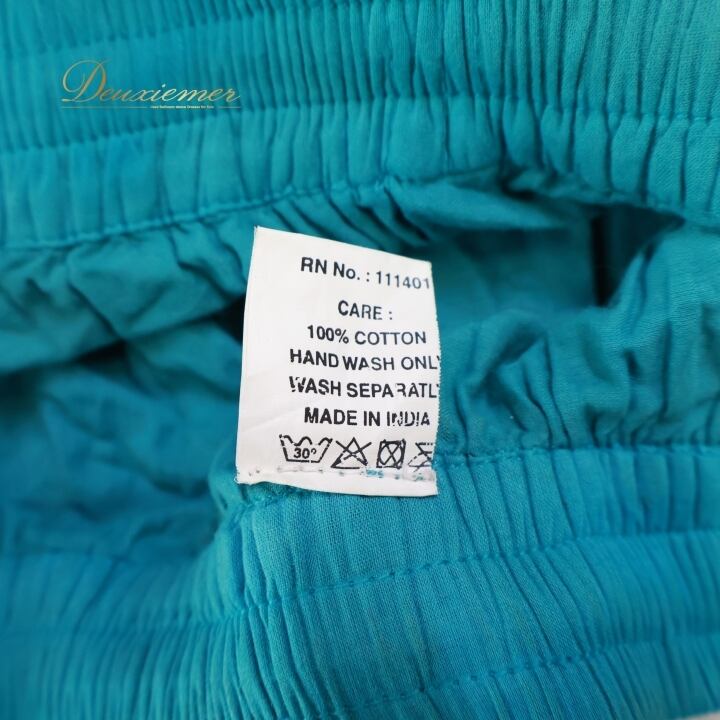 Deuxiemer
RN No. : 111401
CARE :
100% COTTON
HAND WASH ONLY
WASH SEPARATLY
MADE IN INDIA
30°